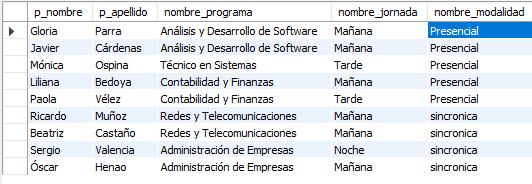 p_nombre p_apellido nombre_programa nombre_jornada nombre_modalidad
Gloria Parra Análisis y Desarrollo de Software Mañana Presencial
Javier Cárdenas Análisis y Desarrollo de Software Mañana Presencial
Mónica Ospina Técnico en Sistemas Tarde Presencial
Liliana Bedoya Contabilidad y Finanzas Mañana Presencial
Paola Vélez Contabilidad y Finanzas Tarde Presencial
Ricardo Muñoz Redes y Telecomunicaciones Mañana sincronica
Beatriz Castaño Redes y Telecomunicaciones Mañana sincronica
Sergio Valencia Administración de Empresas Noche sincronica
Óscar Henao Administración de Empresas Mañana sincronica